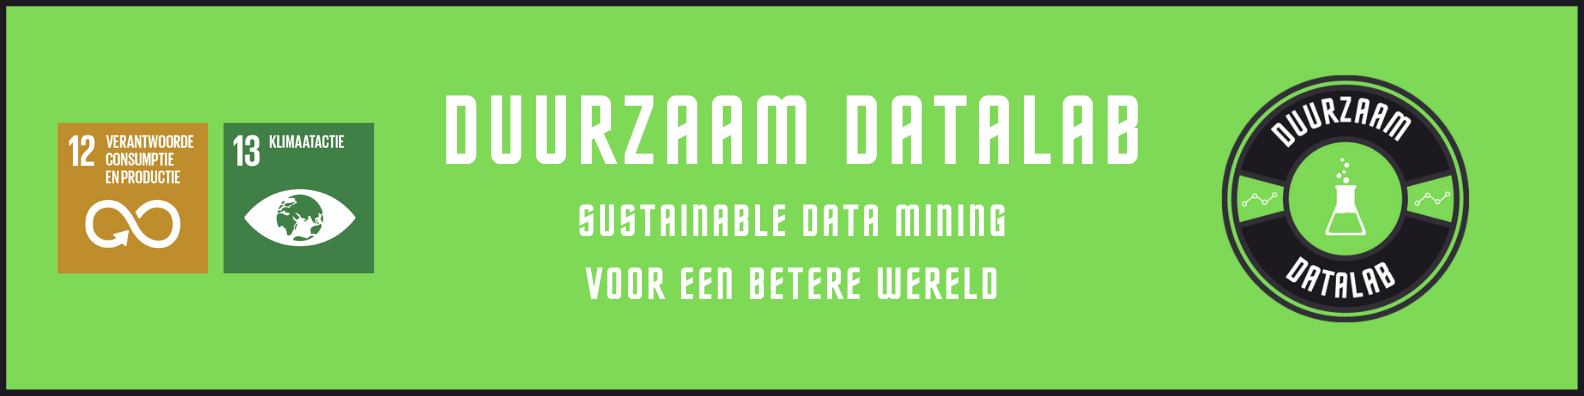 12 VERANTWOORDE
CONSUMPTIE
EN PRODUCTIE
13 KLIMAATACTIE
DUURZAAM DATALAB
SUSTAINABLE DATA MINING
VOOR EEN BETERE WERELD
DUURZAAM
DATALAB